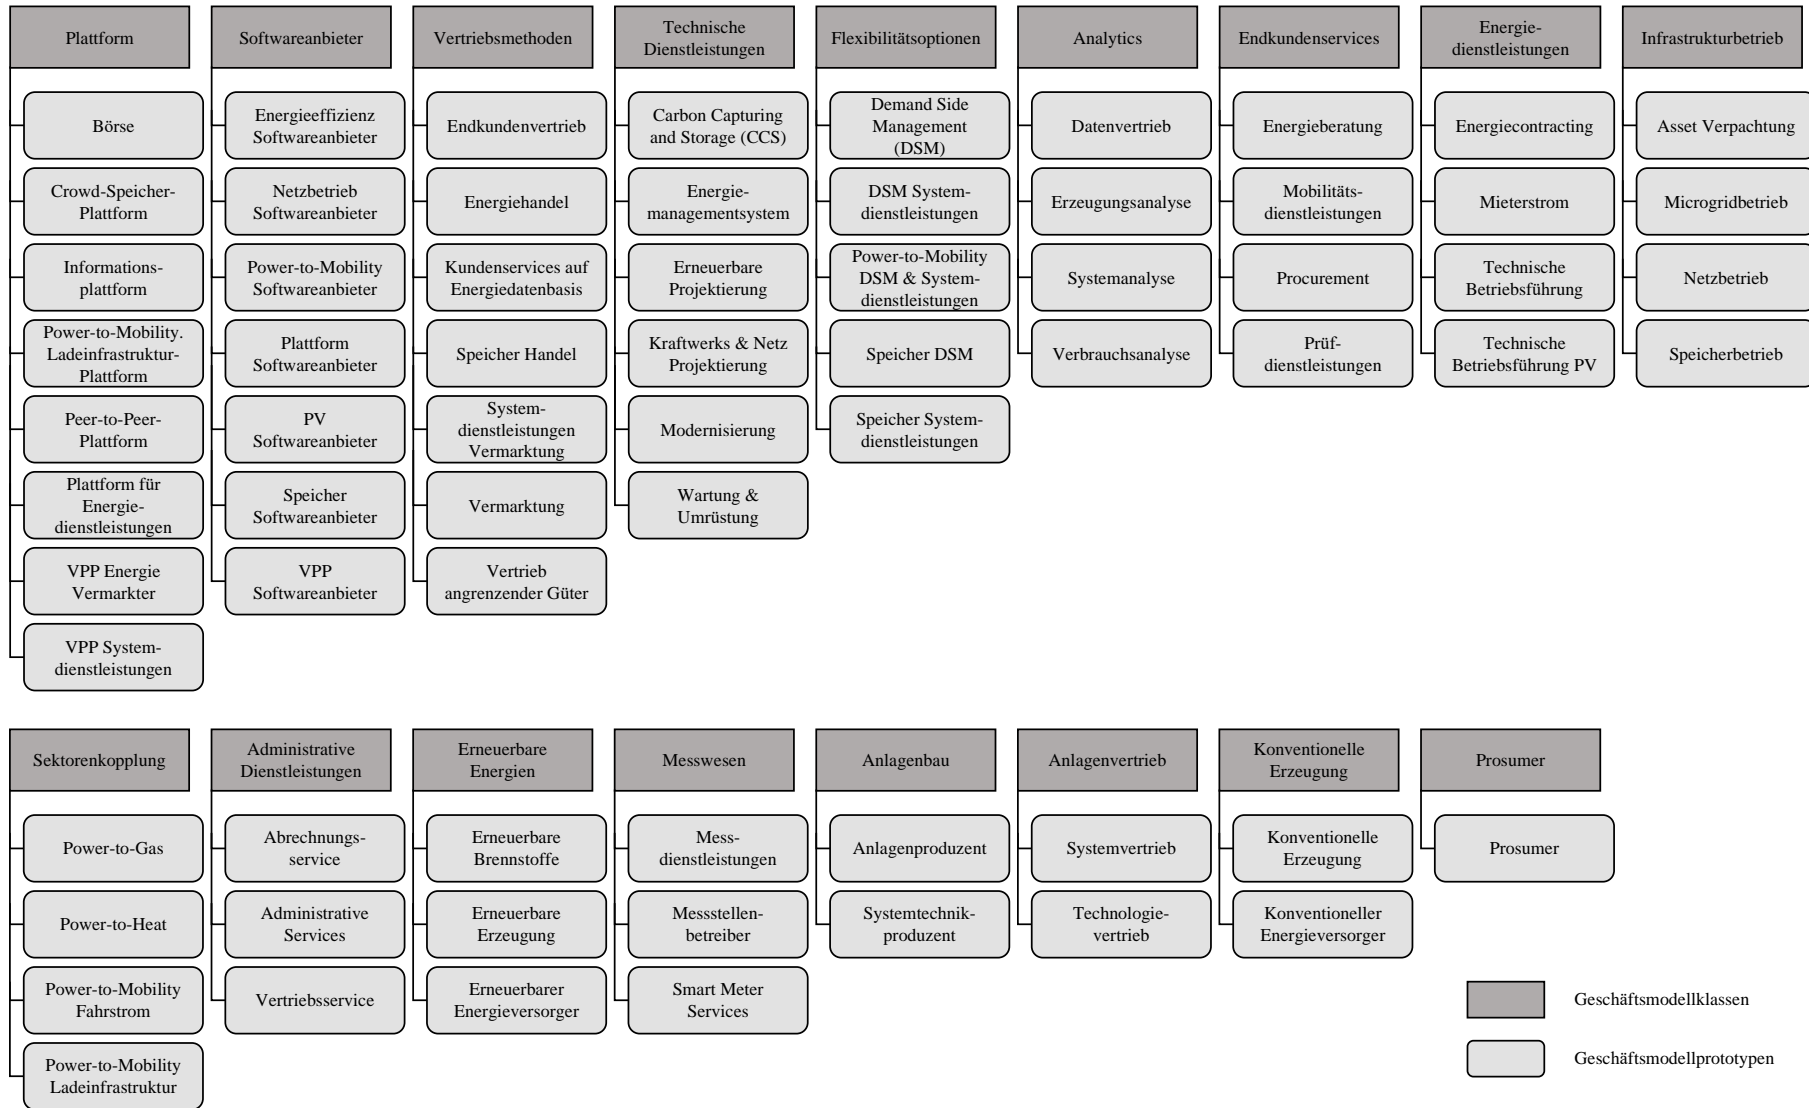 Plattform
Börse
Crowd-Speicher-
Plattform
Informations-
plattform
Power-to-Mobility.
Ladeinfrastruktur-
Plattform
Peer-to-Peer-
Plattform
Plattform für
Energie-
dienstleistungen
VPP Energie
Vermarkter
VPP System-
dienstleistungen
Softwareanbieter
Energieeffizienz
Softwareanbieter
Netzbetrieb
Softwareanbieter
Power-to-Mobility
Softwareanbieter
Plattform
Softwareanbieter
PV
Softwareanbieter
Speicher
Softwareanbieter
VPP
Softwareanbieter
Vertriebsmethoden
Endkundenvertrieb
Energiehandel
Kundenservices auf
Energiedatenbasis
Speicher Handel
System-
dienstleistungen
Vermarktung
Vermarktung
Vertrieb
angrenzender Güter
Technische
Dienstleistungen
Carbon Capturing
and Storage (CCS)
Energie-
managementsystem
Erneuerbare
Projektierung
Kraftwerks & Netz
Projektierung
Modernisierung
Wartung &
Umrüstung
Flexibilitätsoptionen
Demand Side
Management
(DSM)
DSM System-
dienstleistungen
Power-to-Mobility
DSM & System-
dienstleistungen
Speicher DSM
Speicher System-
dienstleistungen
Analytics
Datenvertrieb
Erzeugungsanalyse
Systemanalyse
Verbrauchsanalyse
Endkundenservices
Energieberatung
Mobilitäts-
dienstleistungen
Procurement
Prüf-
dienstleistungen
Energie-
dienstleistungen
Energiecontracting
Mieterstrom
Technische
Betriebsführung
Technische
Betriebsführung PV
Infrastrukturbetrieb
Asset Verpachtung
Microgridbetrieb
Netzbetrieb
Speicherbetrieb
Sektorenkopplung
Power-to-Gas
Power-to-Heat
Power-to-Mobility
Fahrstrom
Power-to-Mobility
Ladeinfrastruktur
Administrative
Dienstleistungen
Abrechnungs-
service
Administrative
Services
Vertriebsservice
Erneuerbare
Energien
Erneuerbare
Brennstoffe
Erneuerbare
Erzeugung
Erneuerbarer
Energieversorger
Messwesen
Mess-
dienstleistungen
Messstellen-
betreiber
Smart Meter
Services
Anlagenbau
Anlagenproduzent
Systemtechnik-
produzent
Anlagenvertrieb
Systemvertrieb
Technologie-
vertrieb
Konventionelle
Erzeugung
Konventionelle
Erzeugung
Konventioneller
Energieversorger
Prosumer
Prosumer
Geschäftsmodellklassen
Geschäftsmodellprototypen